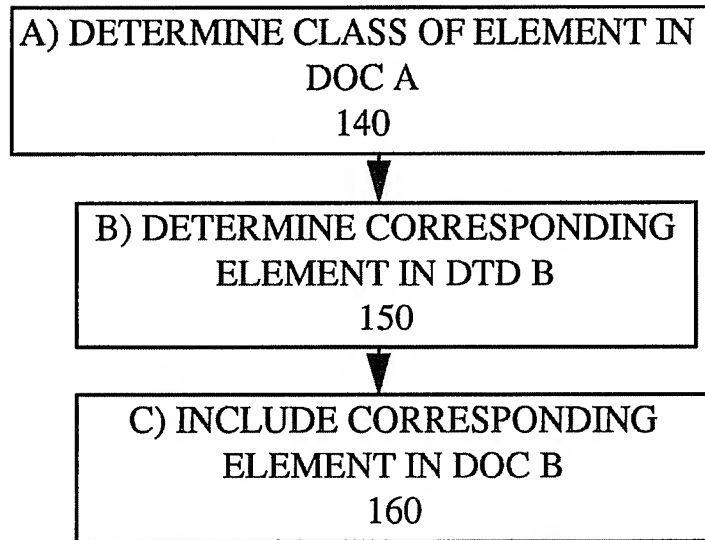 A) DETERMINE CLASS OF ELEMENT IN
DOC A
140
B) DETERMINE CORRESPONDING
ELEMENT IN DTD B
150
C) INCLUDE CORRESPONDING
ELEMENT IN DOC B
160